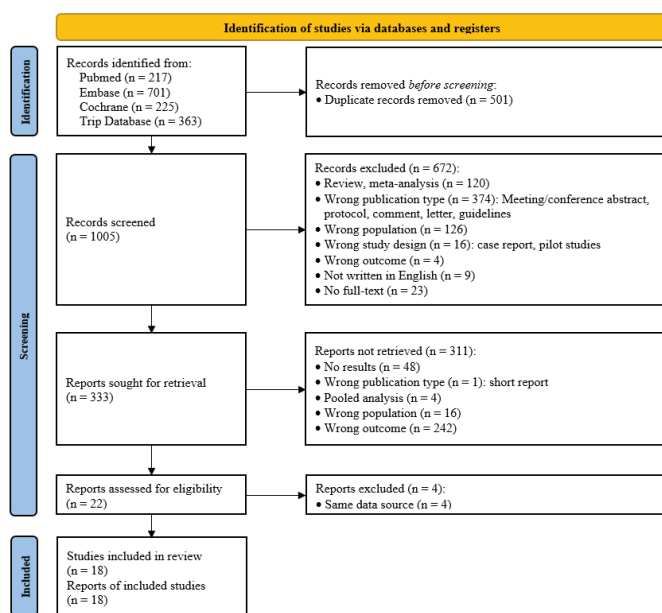 Identification of studies via databases and registers
Identification
Records identified from:
Pubmed (n = 217)
Embase (n = 701)
Cochrane (n = 225)
Trip Database (n = 363)
Records removed before screening:
• Duplicate records removed (n = 501)
Screening
Records screened
(n = 1005)
Records excluded (n = 672):
• Review, meta-analysis (n = 120)
• Wrong publication type (n = 374): Meeting/conference abstract,
protocol, comment, letter, guidelines
• Wrong population (n = 126)
• Wrong study design (n = 16): case report, pilot studies
• Wrong outcome (n = 4)
• Not written in English (n = 9)
• No full-text (n = 23)
Reports sought for retrieval
(n = 333)
Reports not retrieved (n = 311):
• No results (n = 48)
• Wrong publication type (n = 1): short report
• Pooled analysis (n = 4)
• Wrong population (n = 16)
• Wrong outcome (n = 242)
Reports assessed for eligibility
(n = 22)
Reports excluded (n = 4):
• Same data source (n = 4)
Included
Studies included in review
(n = 18)
Reports of included studies
(n = 18)